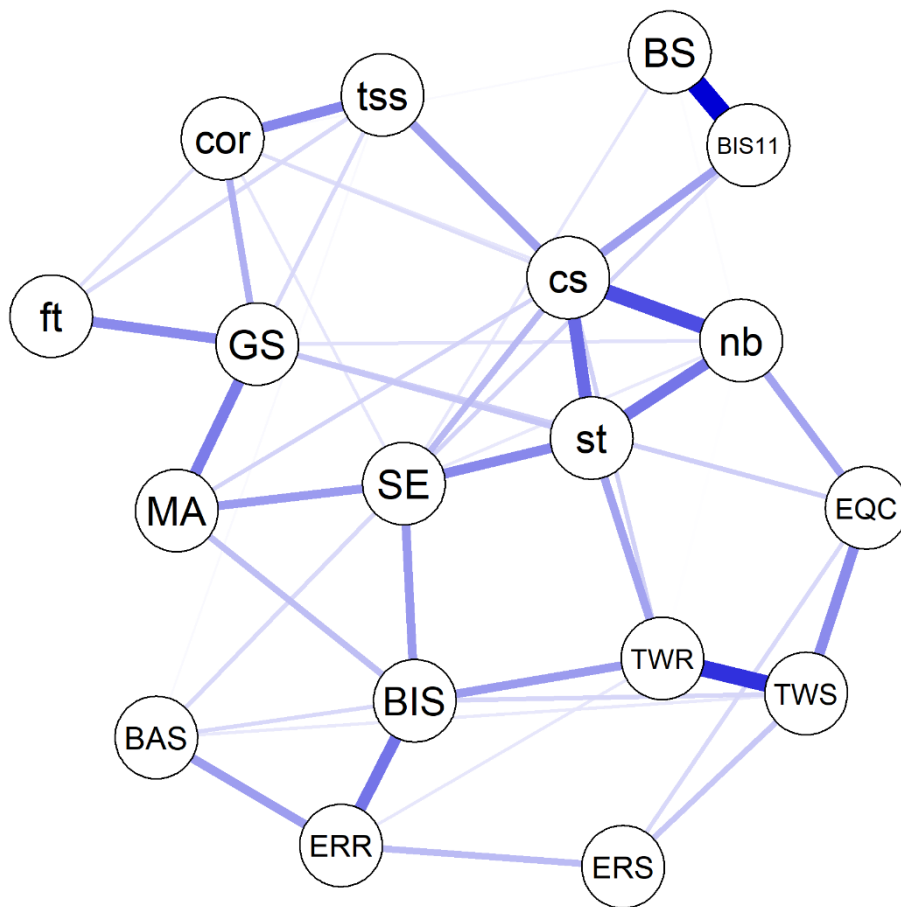 BS
tss
cor
BIS11
cs
ft
GS
nb
st
SE
MA
EQC
TWR
TWS
BIS
BAS
ERR
ERS